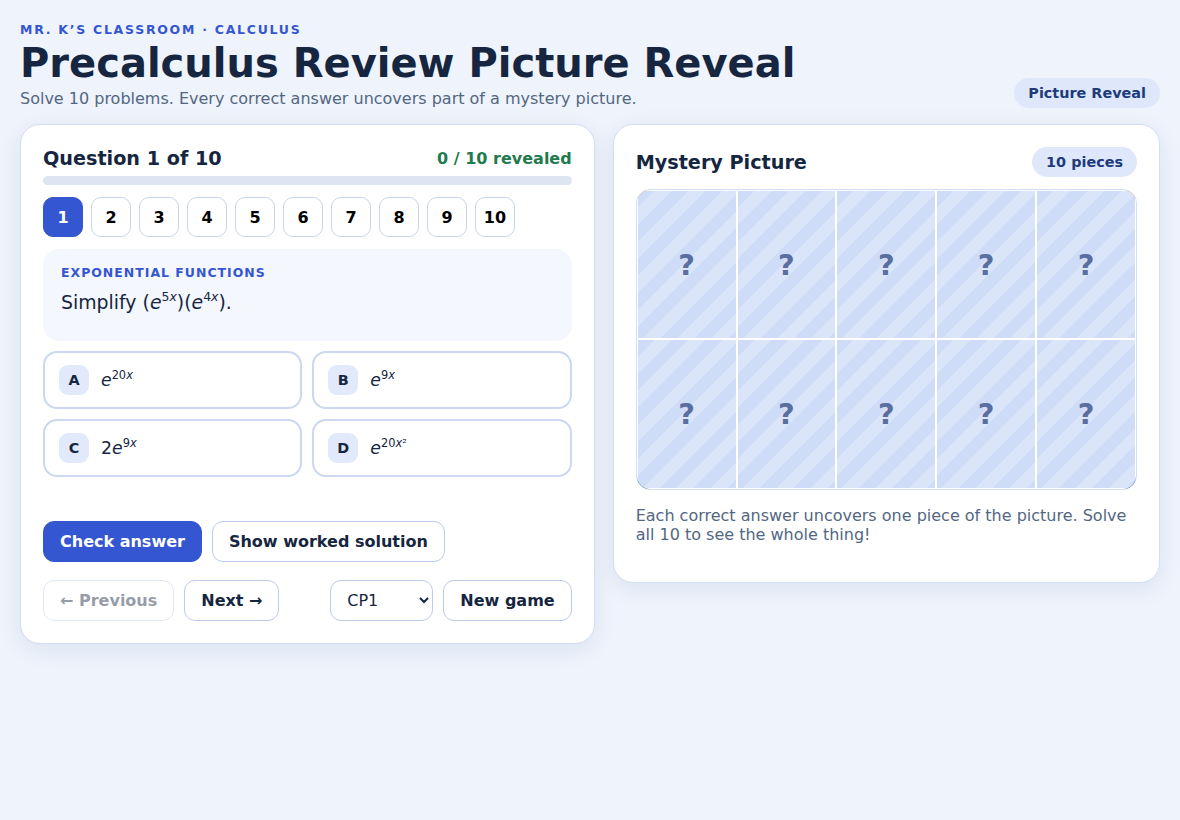 MR. K'S CLASSROOM · CALCULUS
Precalculus Review Picture Reveal
Solve 10 problems. Every correct answer uncovers part of a mystery picture.
Picture Reveal
Question 1 of 10
0 / 10 revealed
1 2 3 4 5 6 7 8 9 10
EXPONENTIAL FUNCTIONS
Simplify (e^{5x})(e^{4x}).
A e^{20x}
B e^{9x}
C 2e^{9x}
D e^{20x²}
Check answer
Show worked solution
← Previous
Next →
CP1
New game
Mystery Picture
10 pieces
? ? ? ? ?
? ? ? ? ?
Each correct answer uncovers one piece of the picture. Solve
all 10 to see the whole thing!